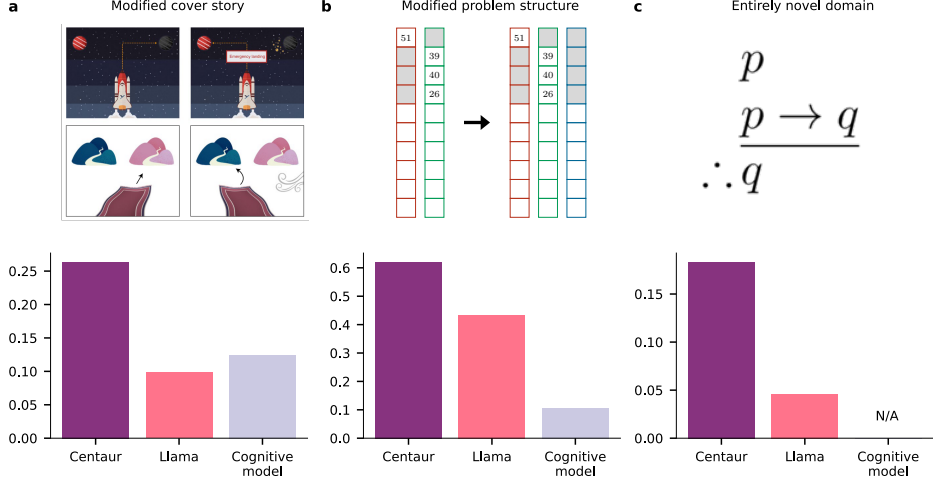 a Modified cover story
Emergency landing
0.25
0.20
0.15
0.10
0.05
0.00
Centaur
Llama
Cognitive
model
b Modified problem structure
51
39
40
26
51
39
40
26
0.6
0.5
0.4
0.3
0.2
0.1
0.0
Centaur
Llama
Cognitive
model
c Entirely novel domain
p
p → q
∴ q
0.15
0.10
0.05
0.00
N/A
Centaur
Llama
Cognitive
model